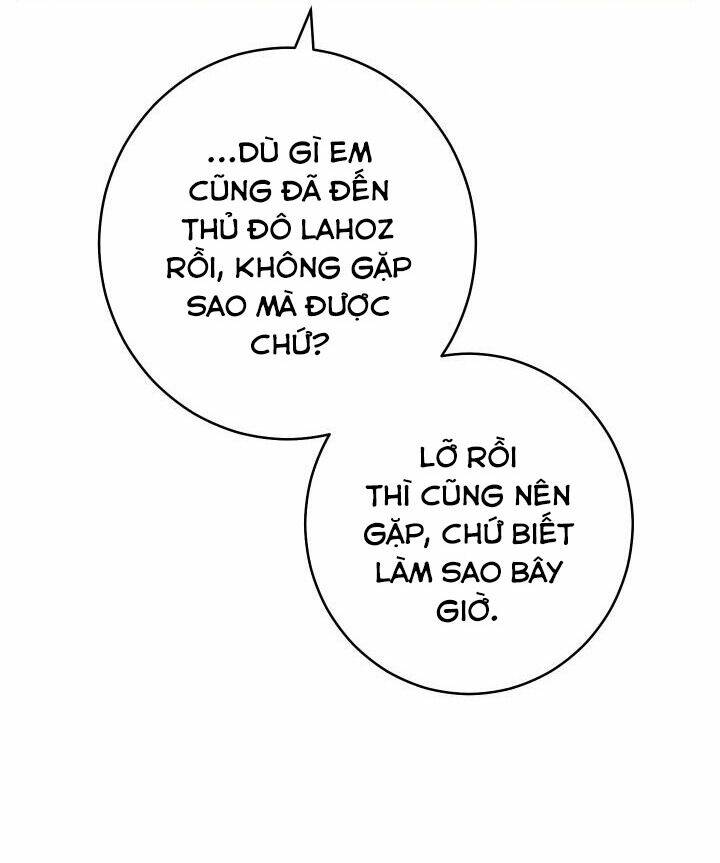 ...DÙ GÌ EM
CŨNG ĐÃ ĐẾN
THỦ ĐÔ LAHOZ
RỒI, KHÔNG GẶP
SAO MÀ ĐƯỢC
CHỨ?
LỠ RỒI
THÌ CŨNG NÊN
GẶP, CHỨ BIẾT
LÀM SAO BÂY
GIỜ.